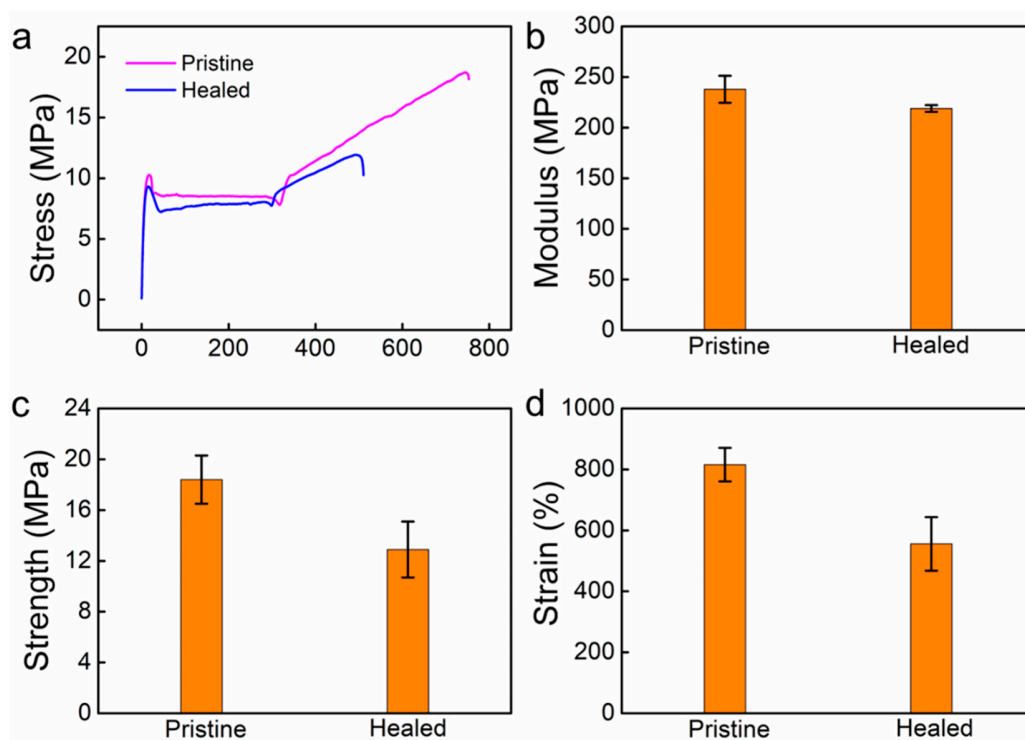 a
Stress (MPa)
20
15
10
5
0
Pristine
Healed
0 200 400 600 800
b
Modulus (MPa)
300
250
200
150
100
50
0
Pristine Healed
c
Strength (MPa)
24
20
16
12
8
4
0
Pristine Healed
d
Strain (%)
1000
800
600
400
200
0
Pristine Healed